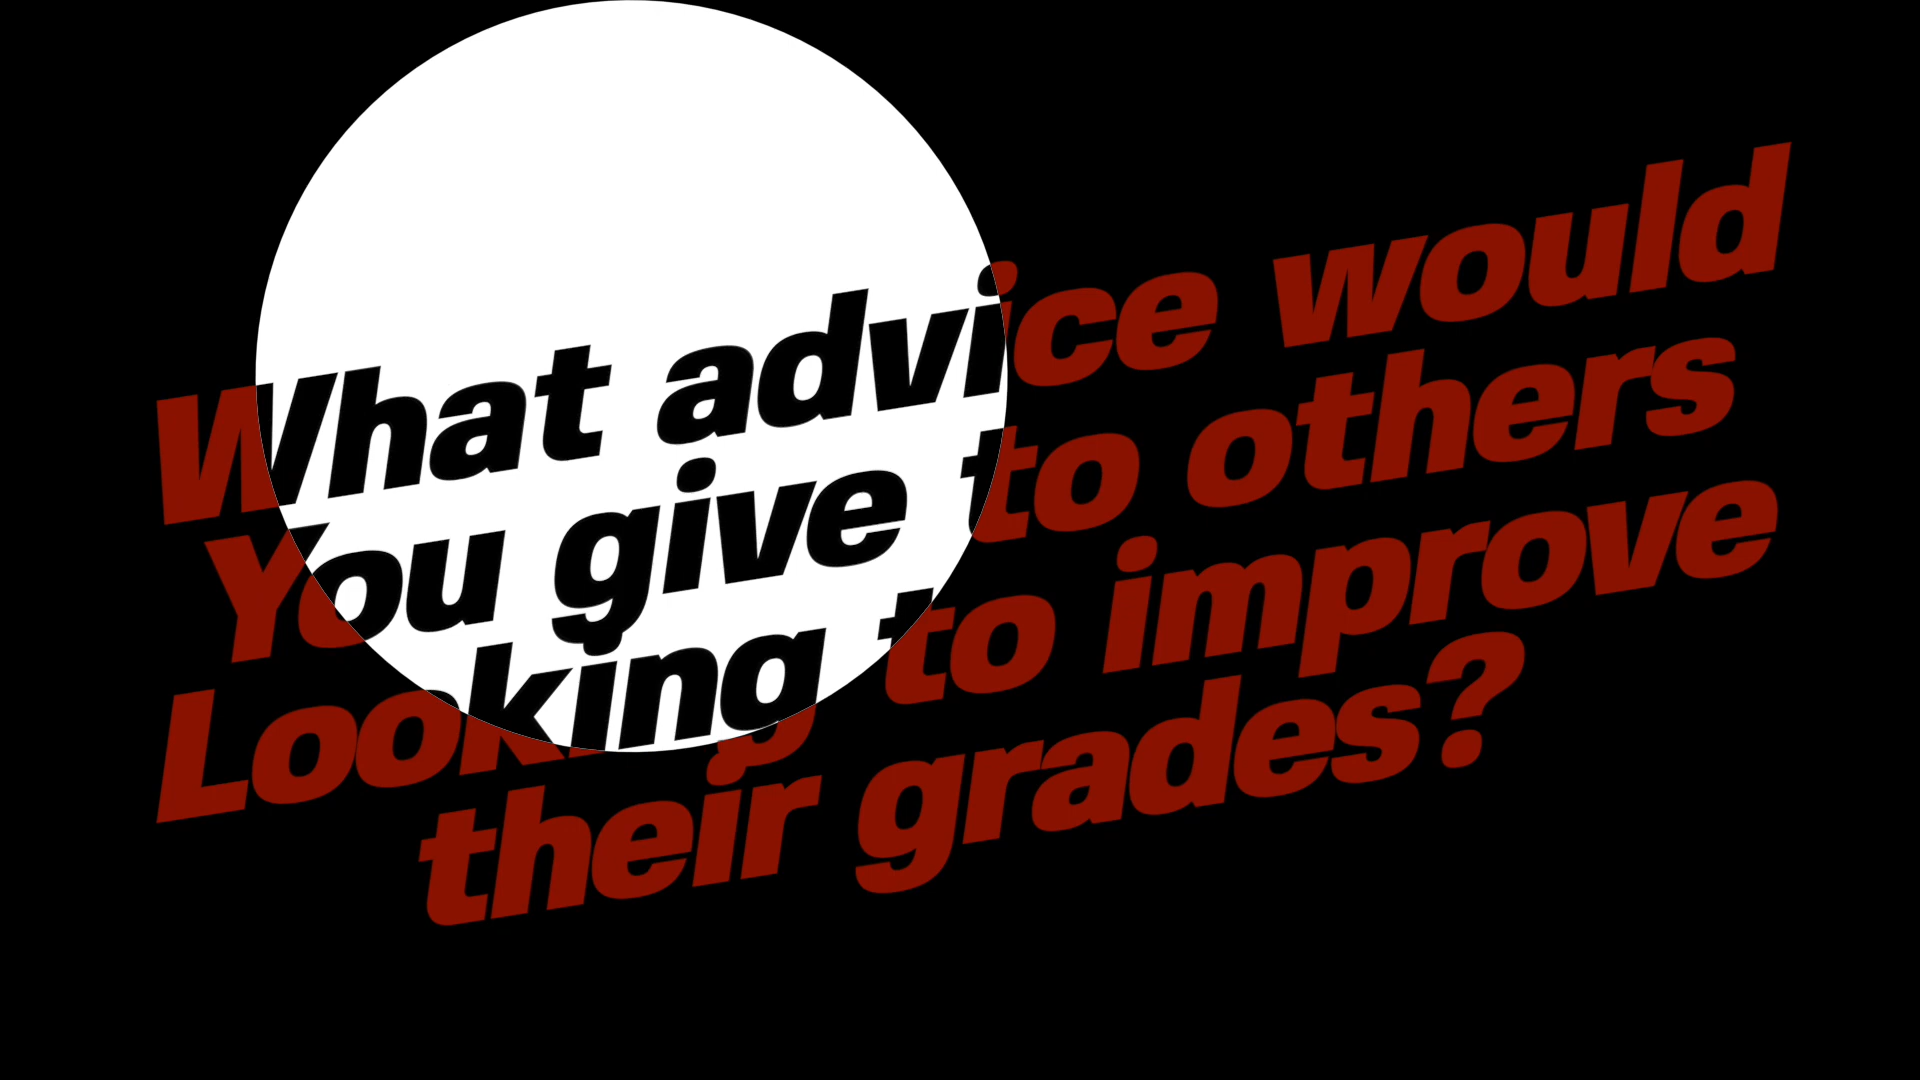 What advice would
You give to others
Looking to improve
their grades?